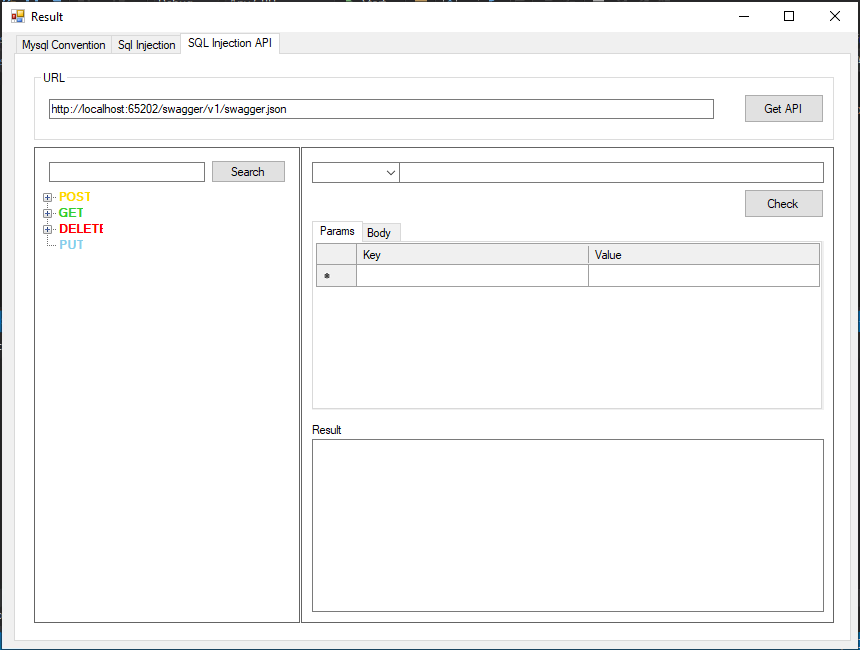 Result
Mysql Convention Sql Injection SQL Injection API
URL
http://localhost:65202/swagger/v1/swagger.json Get API
Search
POST
GET
DELETE
PUT
Check
Params Body
Key Value
*
Result